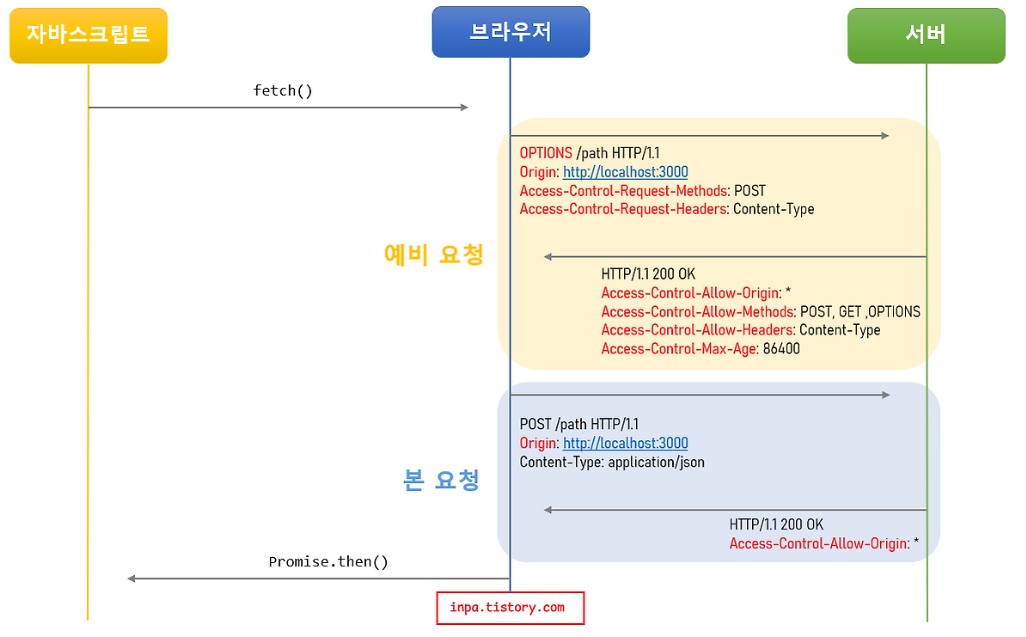 자바스크립트
브라우저
서버
fetch()
OPTIONS /path HTTP/1.1
Origin: http://localhost:3000
Access-Control-Request-Methods: POST
Access-Control-Request-Headers: Content-Type
예비 요청
HTTP/1.1 200 OK
Access-Control-Allow-Origin: *
Access-Control-Allow-Methods: POST, GET ,OPTIONS
Access-Control-Allow-Headers: Content-Type
Access-Control-Max-Age: 86400
POST /path HTTP/1.1
Origin: http://localhost:3000
Content-Type: application/json
본 요청
HTTP/1.1 200 OK
Access-Control-Allow-Origin: *
Promise.then()
inpa.tistory.com